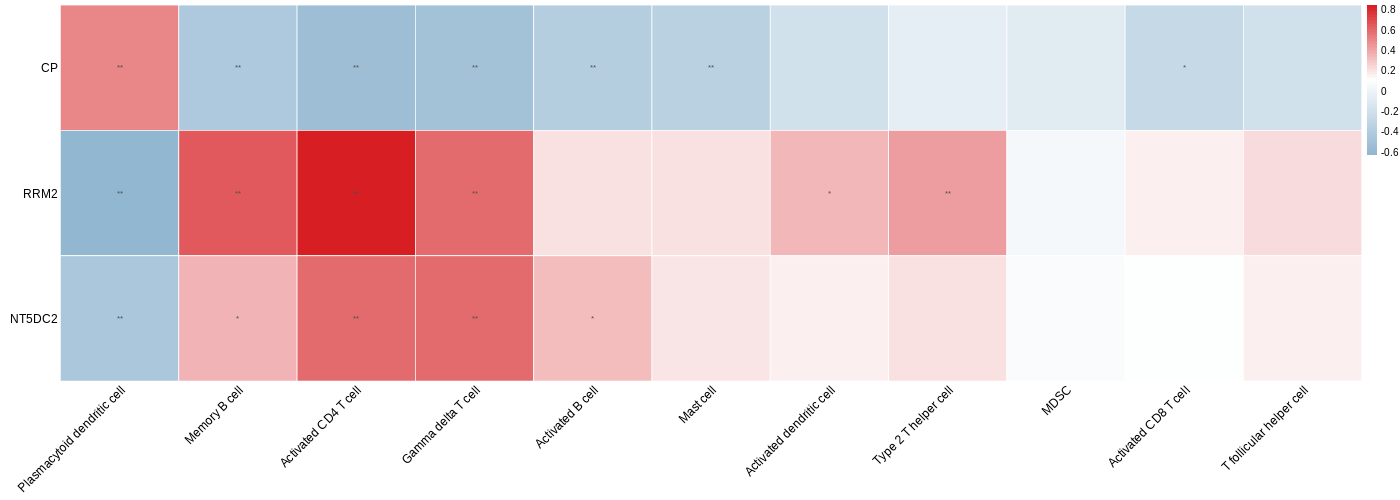 CP ** ** ** ** ** ** *
RRM2 ** ** ** ** * **
NT5DC2 ** * ** ** *
Plasmacytoid dendritic cell
Memory B cell
Activated CD4 T cell
Gamma delta T cell
Activated B cell
Mast cell
Activated dendritic cell
Type 2 T helper cell
MDSC
Activated CD8 T cell
T follicular helper cell
0.8
0.6
0.4
0.2
0
-0.2
-0.4
-0.6